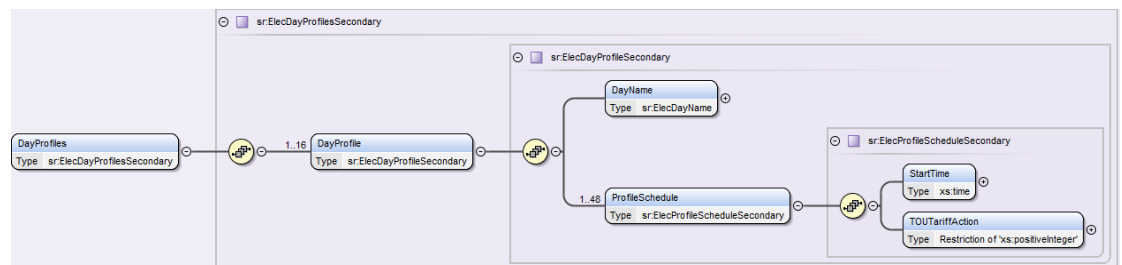 sr:ElecDayProfilesSecondary
sr:ElecDayProfileSecondary
DayName
Type sr:ElecDayName
DayProfiles
Type sr:ElecDayProfilesSecondary
1..16
DayProfile
Type sr:ElecDayProfileSecondary
sr:ElecProfileScheduleSecondary
StartTime
Type xs:time
1..48
ProfileSchedule
Type sr:ElecProfileScheduleSecondary
TOUTariffAction
Type Restriction of 'xs:positiveInteger'